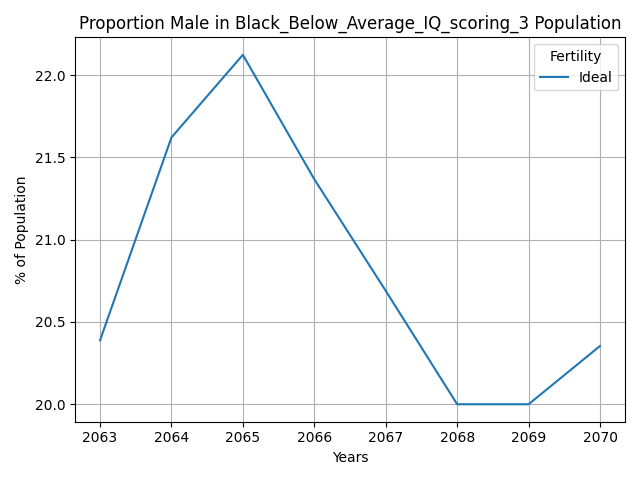 Proportion Male in Black_Below_Average_IQ_scoring_3 Population
Fertility
Ideal
% of Population
22.0
21.5
21.0
20.5
20.0
2063 2064 2065 2066 2067 2068 2069 2070
Years